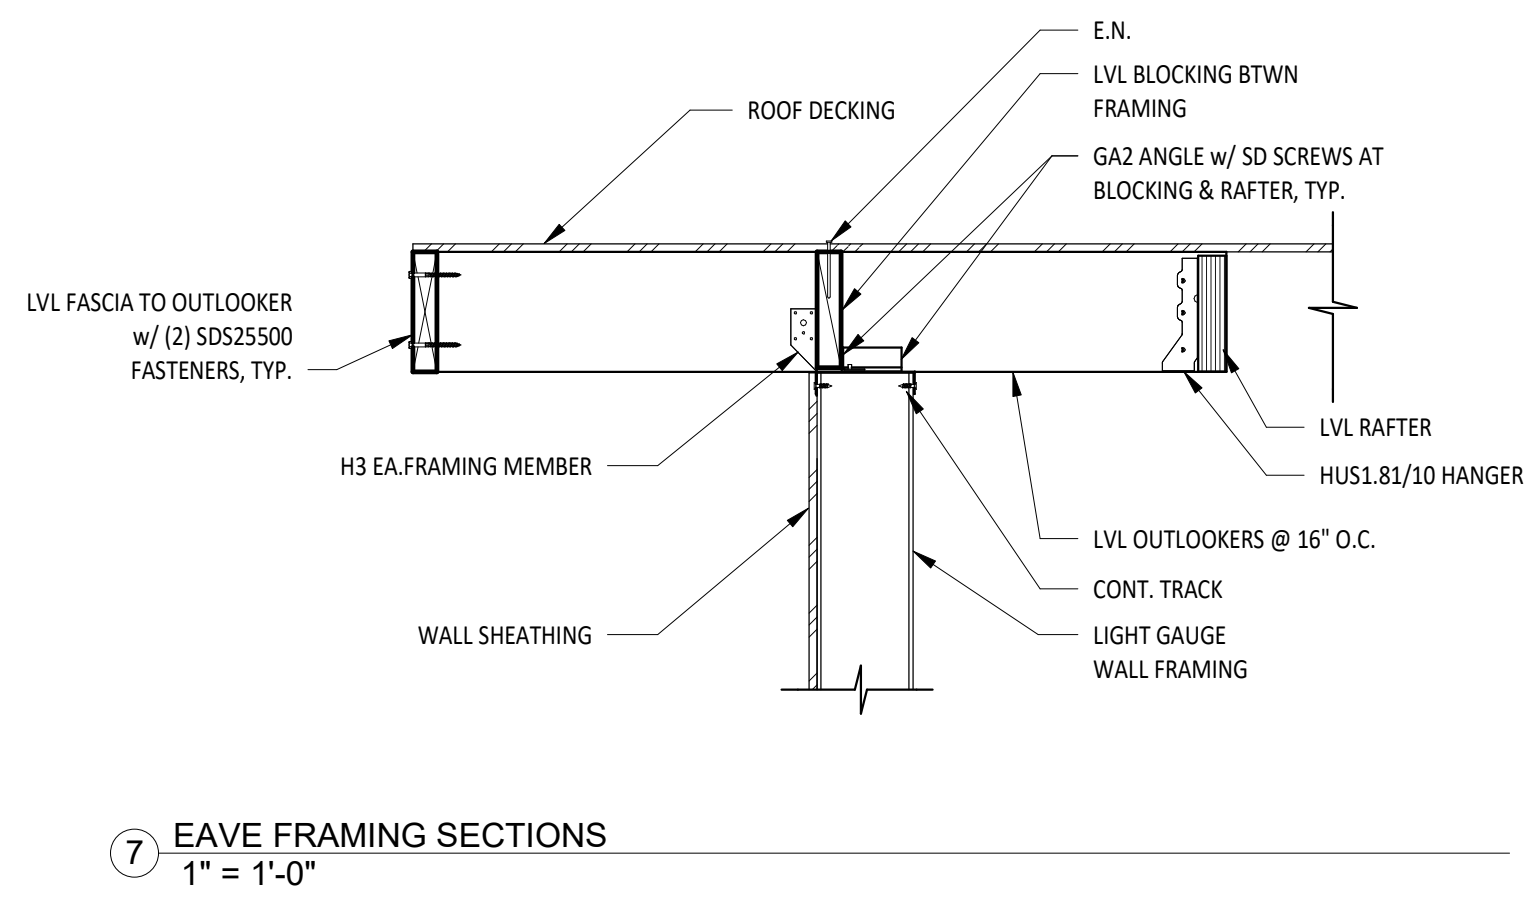 E.N.
LVL BLOCKING BTWN
FRAMING
ROOF DECKING
GA2 ANGLE w/ SD SCREWS AT
BLOCKING & RAFTER, TYP.
LVL FASCIA TO OUTLOOKER
w/ (2) SDS25500
FASTENERS, TYP.
LVL RAFTER
H3 EA.FRAMING MEMBER
HUS1.81/10 HANGER
LVL OUTLOOKERS @ 16" O.C.
CONT. TRACK
WALL SHEATHING
LIGHT GAUGE
WALL FRAMING
7
EAVE FRAMING SECTIONS
1" = 1'-0"